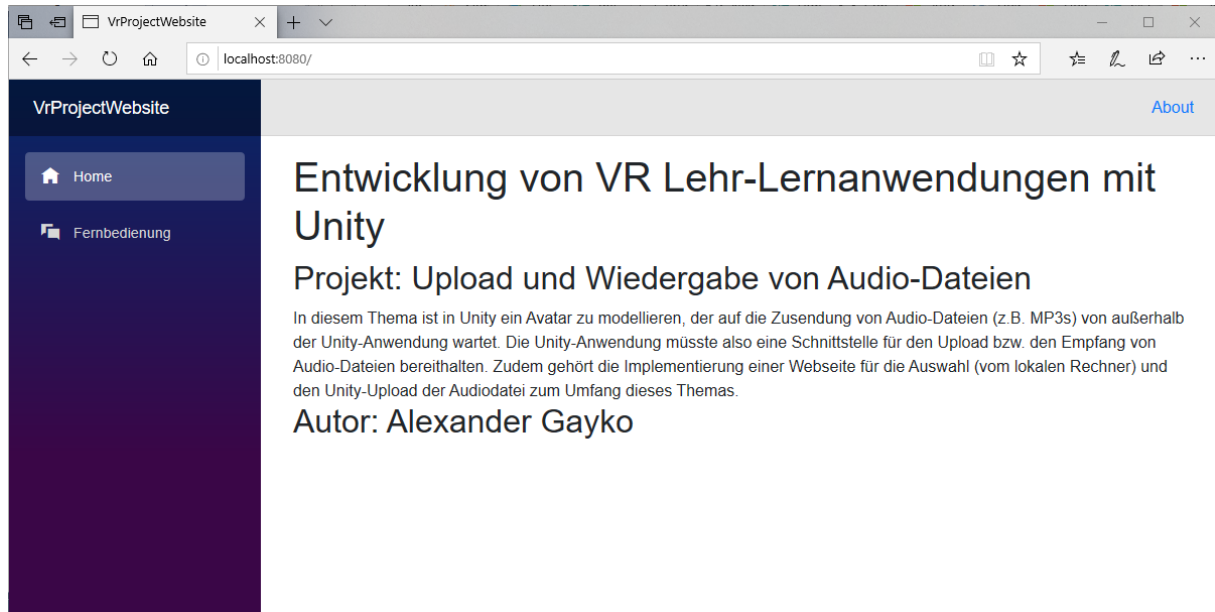 VrProjectWebsite
localhost:8080/
VrProjectWebsite
About
Home
Fernbedienung
Entwicklung von VR Lehr-Lernanwendungen mit
Unity
Projekt: Upload und Wiedergabe von Audio-Dateien
In diesem Thema ist in Unity ein Avatar zu modellieren, der auf die Zusendung von Audio-Dateien (z.B. MP3s) von außerhalb
der Unity-Anwendung wartet. Die Unity-Anwendung müsste also eine Schnittstelle für den Upload bzw. den Empfang von
Audio-Dateien bereithalten. Zudem gehört die Implementierung einer Webseite für die Auswahl (vom lokalen Rechner) und
den Unity-Upload der Audiodatei zum Umfang dieses Themas.
Autor: Alexander Gayko